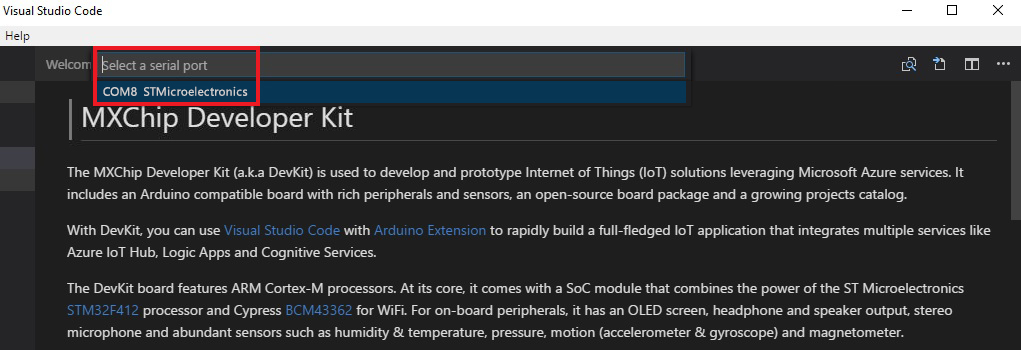 Visual Studio Code
Help
Welcom
Select a serial port
COM8 STMicroelectronics
MXChip Developer Kit
The MXChip Developer Kit (a.k.a DevKit) is used to develop and prototype Internet of Things (IoT) solutions leveraging Microsoft Azure services. It
includes an Arduino compatible board with rich peripherals and sensors, an open-source board package and a growing projects catalog.
With DevKit, you can use Visual Studio Code with Arduino Extension to rapidly build a full-fledged IoT application that integrates multiple services like
Azure IoT Hub, Logic Apps and Cognitive Services.
The DevKit board features ARM Cortex-M processors. At its core, it comes with a SoC module that combines the power of the ST Microelectronics
STM32F412 processor and Cypress BCM43362 for WiFi. For on-board peripherals, it has an OLED screen, headphone and speaker output, stereo
microphone and abundant sensors such as humidity & temperature, pressure, motion (accelerometer & gyroscope) and magnetometer.